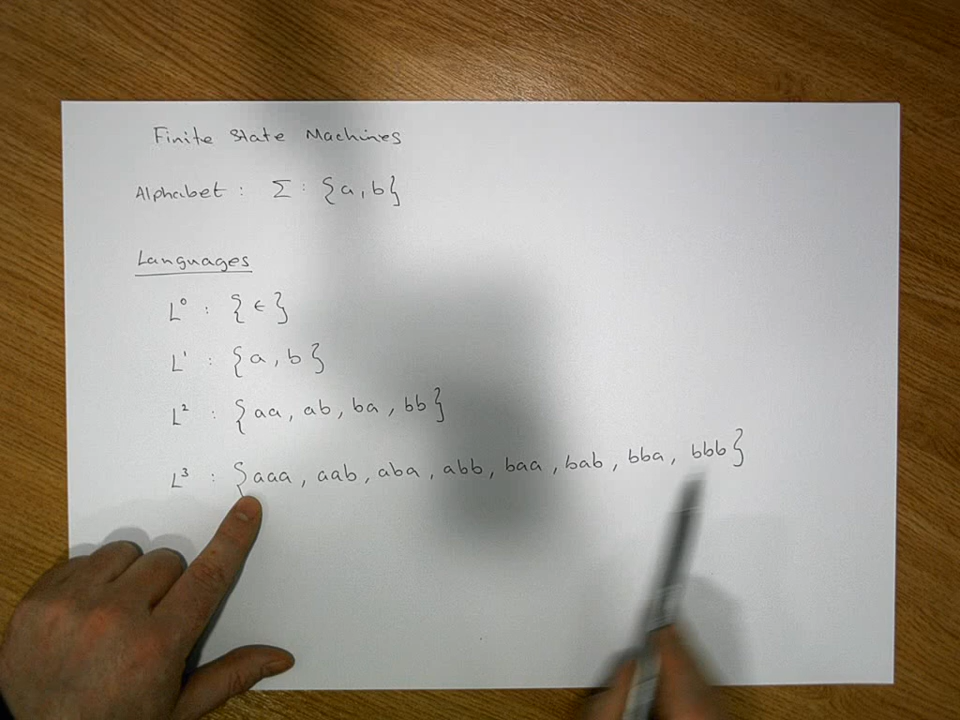 Finite State Machines
Alphabet : Σ : {a, b}
Languages
L⁰ : {ϵ}
L¹ : {a, b}
L² : {aa, ab, ba, bb}
L³ : {aaa, aab, aba, abb, baa, bab, bba, bbb}